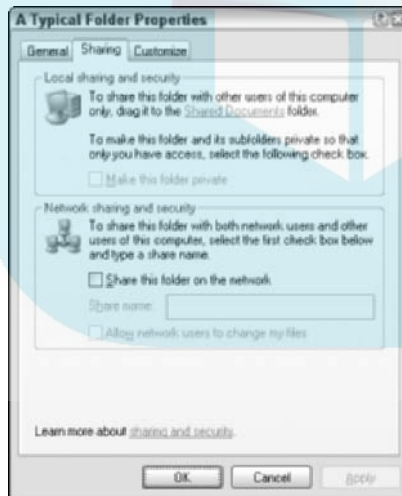 A Typical Folder Properties
General Sharing Customize
Local sharing and security
To share this folder with other users of this computer
only, drag it to the Shared Documents folder.
To make this folder and its subfolders private so that
only you have access, select the following check box.
Make this folder private
Network sharing and security
To share this folder with both network users and other
users of this computer, select the first check box below
and type a share name.
Share this folder on the network
Share name:
Allow network users to change my files
Learn more about sharing and security.
OK Cancel Apply